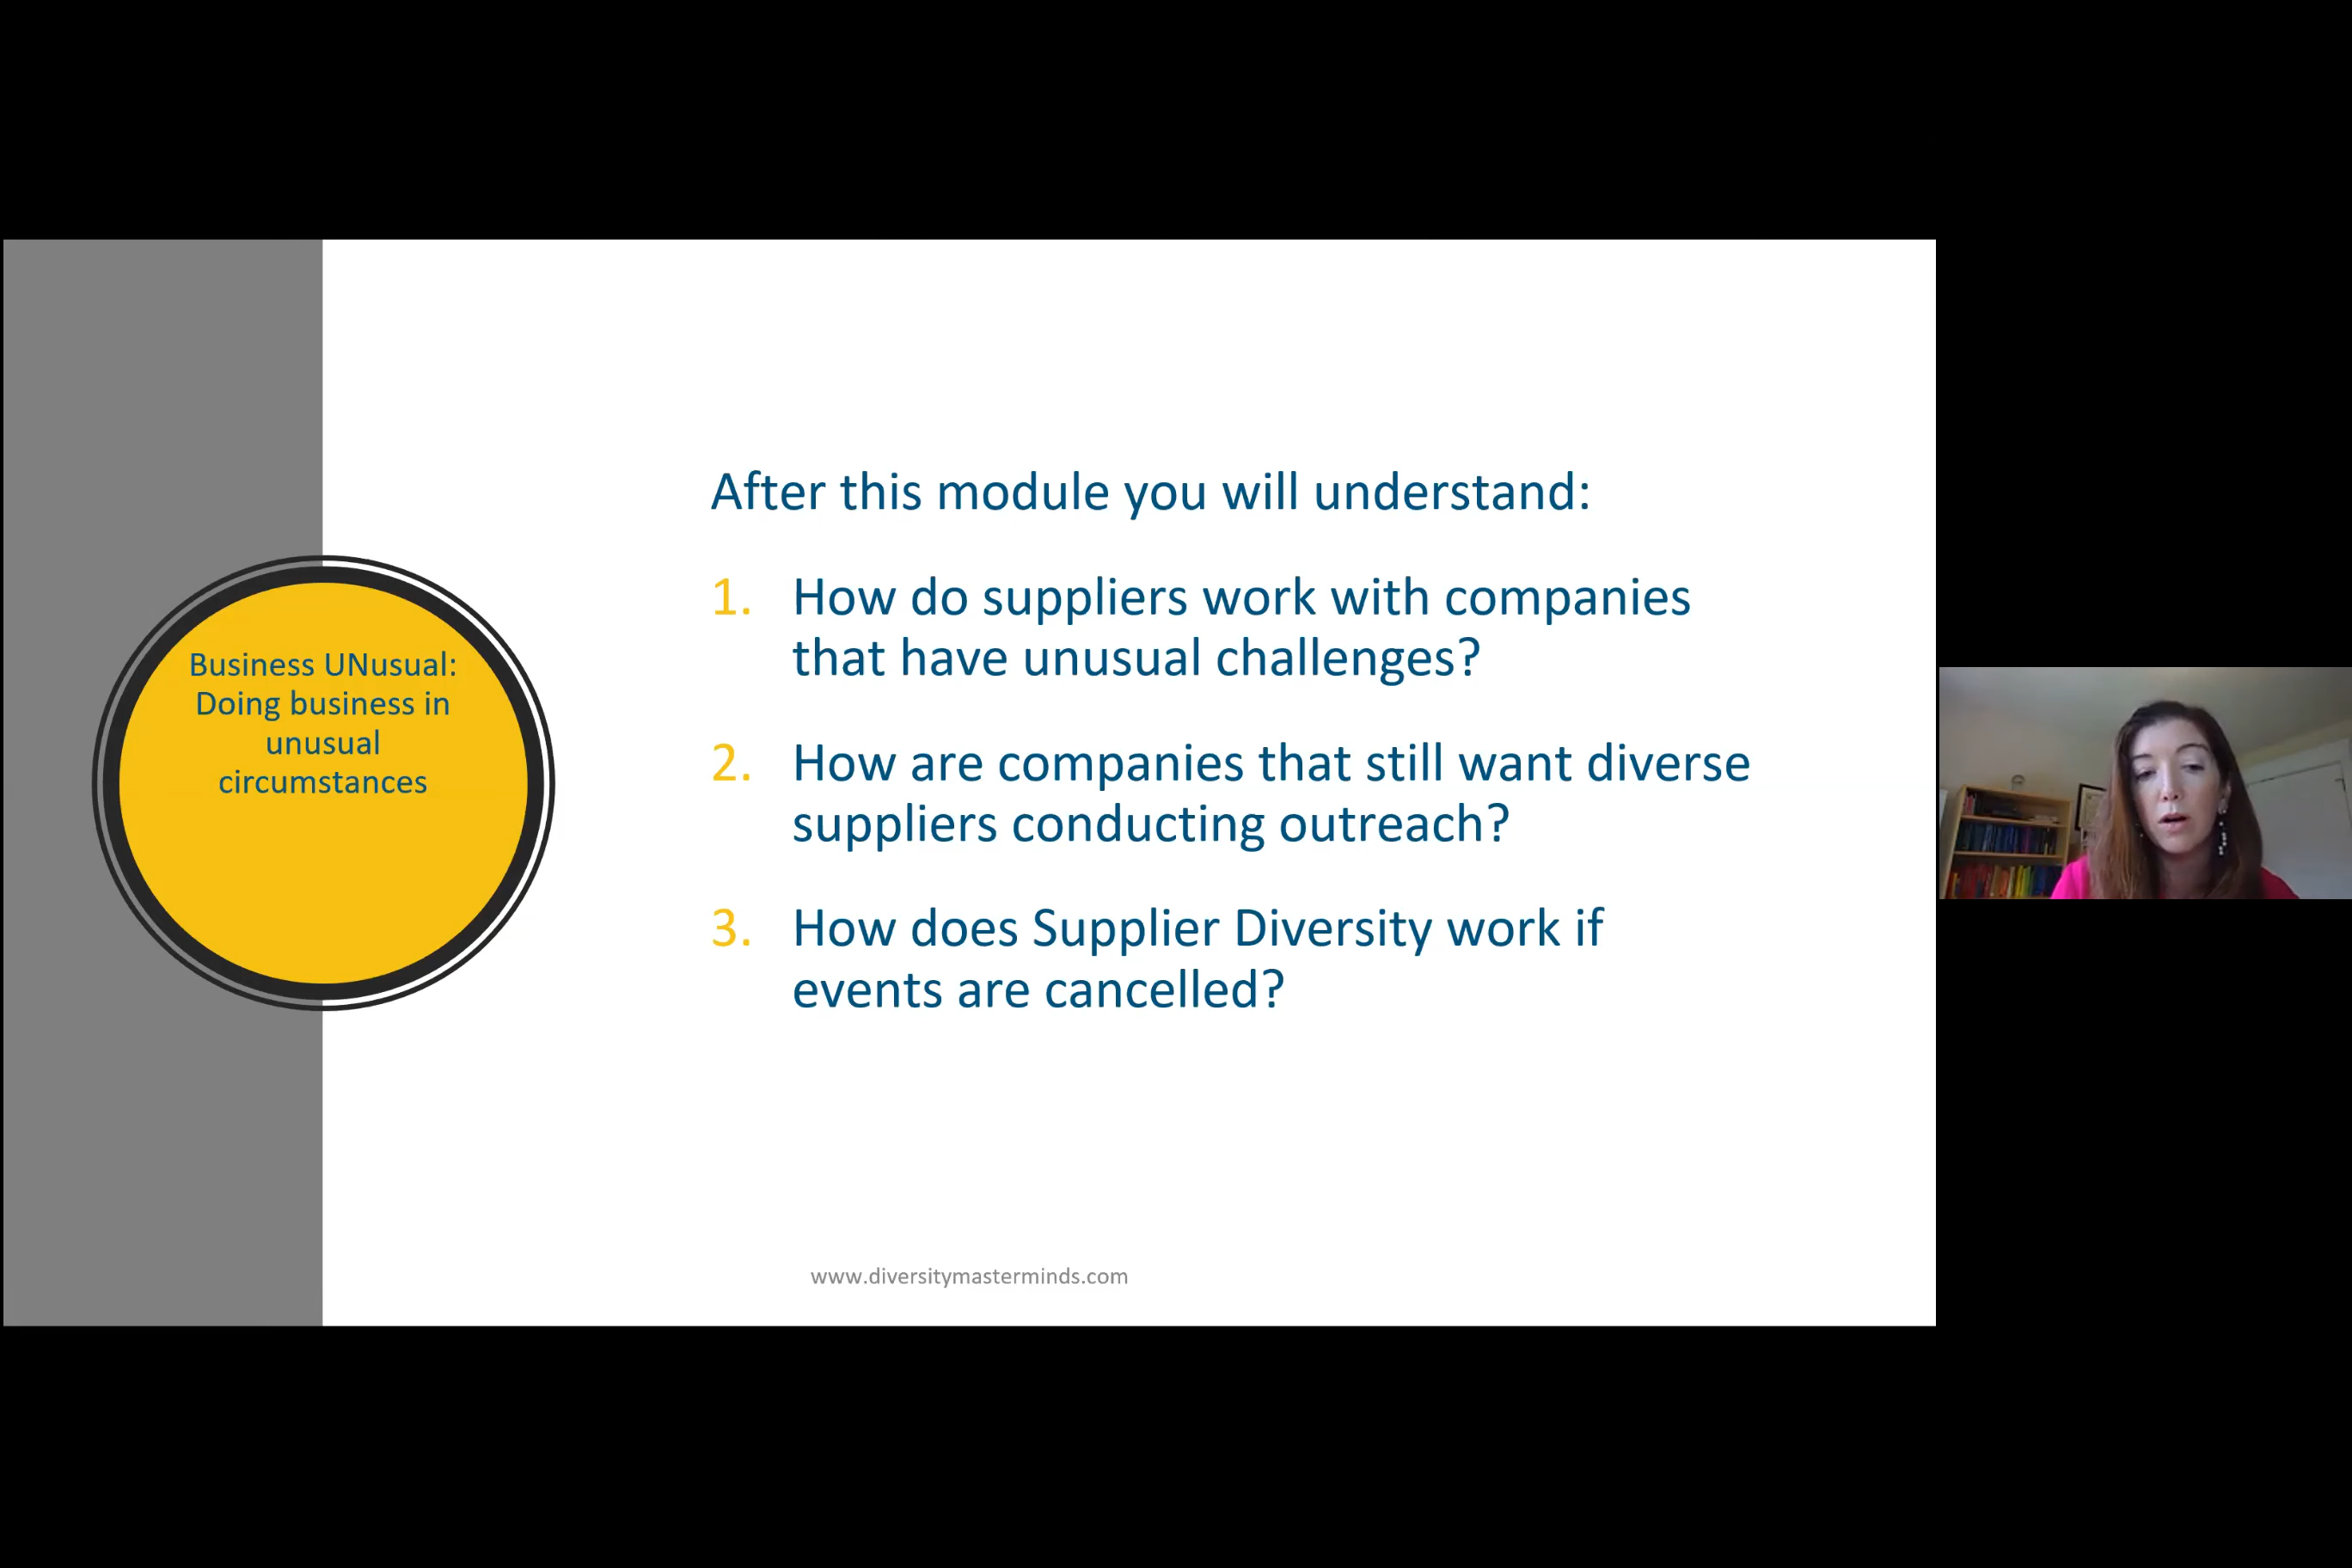 Business UNusual:
Doing business in
unusual
circumstances
After this module you will understand:
1. How do suppliers work with companies
that have unusual challenges?
2. How are companies that still want diverse
suppliers conducting outreach?
3. How does Supplier Diversity work if
events are cancelled?
www.diversitymasterminds.com